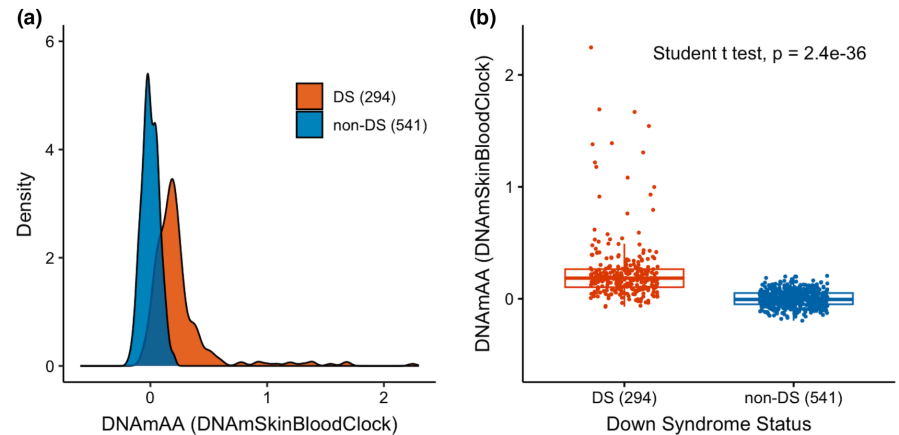 (a)
6
4
2
0
Density
DS (294)
non-DS (541)
0
1
2
DNAmAA (DNAmSkinBloodClock)
(b)
Student t test, p = 2.4e-36
2
1
0
DNAmAA (DNAmSkinBloodClock)
DS (294)
non-DS (541)
Down Syndrome Status